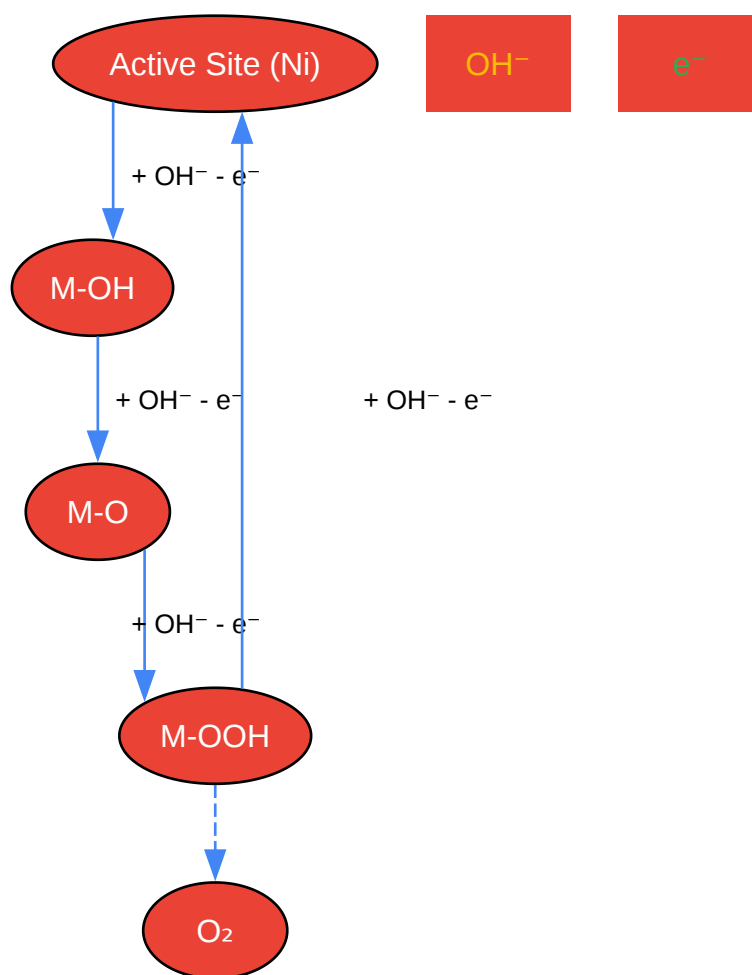 Active Site (Ni)
OH⁻
e⁻
+ OH⁻ - e⁻
M-OH
+ OH⁻ - e⁻
+ OH⁻ - e⁻
M-O
+ OH⁻ - e⁻
M-OOH
O₂